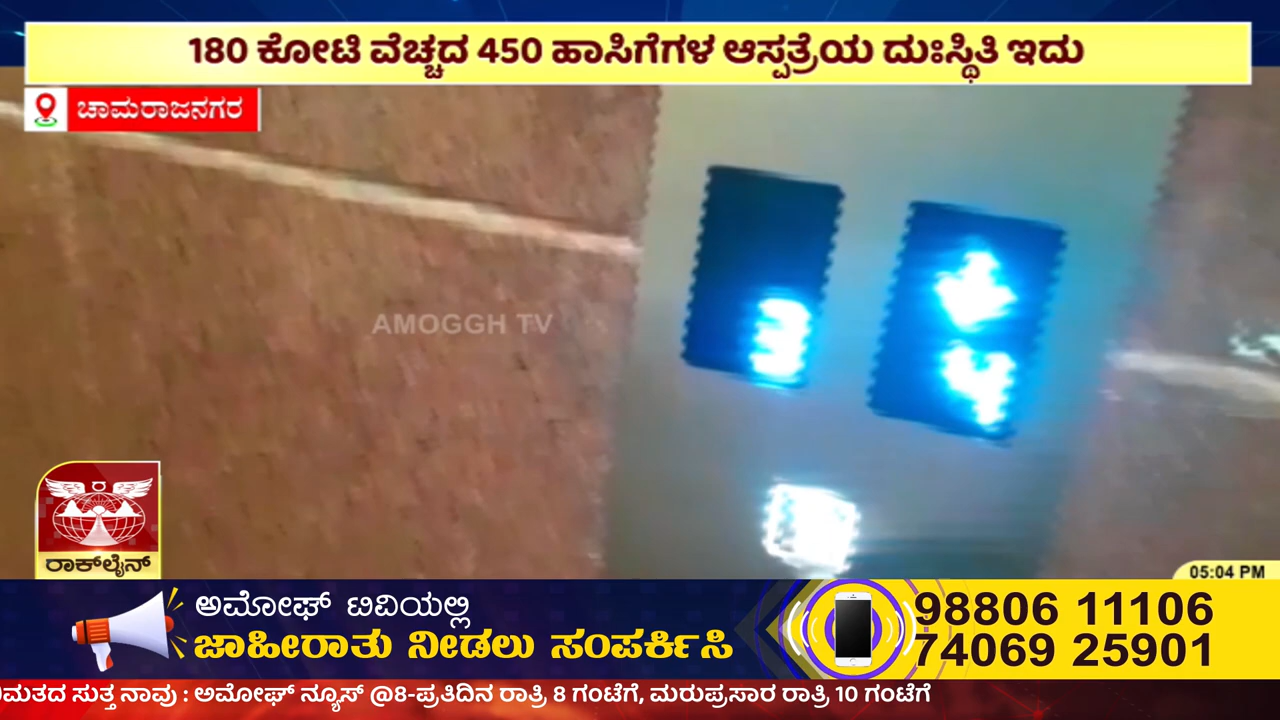 180 ಕೋಟಿ ವೆಚ್ಚದ 450 ಹಾಸಿಗೆಗಳ ಆಸ್ಪತ್ರೆಯ ದುಃಸ್ಥಿತಿ ಇದು
ಚಾಮರಾಜನಗರ
3
AMOGGH TV
ರಾಕ್‌ಲೈನ್
05:04 PM
ಅಮೋಘ್ ಟಿವಿಯಲ್ಲಿ
ಜಾಹೀರಾತು ನೀಡಲು ಸಂಪರ್ಕಿಸಿ
98806 11106
74069 25901
ಮತದ ಸುತ್ತ ನಾವು : ಅಮೋಘ್ ನ್ಯೂಸ್ @8-ಪ್ರತಿದಿನ ರಾತ್ರಿ 8 ಗಂಟೆಗೆ, ಮರುಪ್ರಸಾರ ರಾತ್ರಿ 10 ಗಂಟೆಗೆ